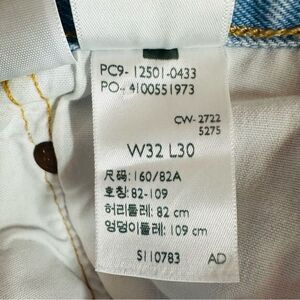 PC9- 12501-0433
PO- 4100551973
CW-2722
5275
W32 L30
尺码: 160/82A
호칭: 82-109
허리둘레: 82 cm
엉덩이둘레: 109 cm
S110783 AD